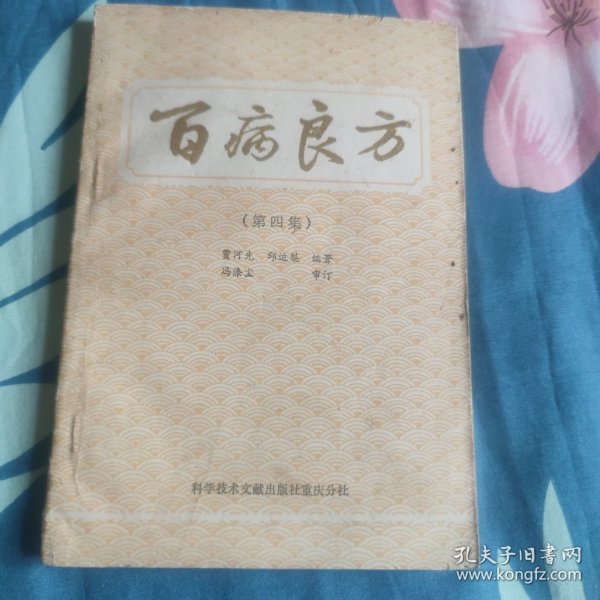 百病良方
(第四集)
贾河先 邱运梨 编著
冯涤尘 审订
科学技术文献出版社重庆分社
孔夫子旧书网
www.kongfz.com